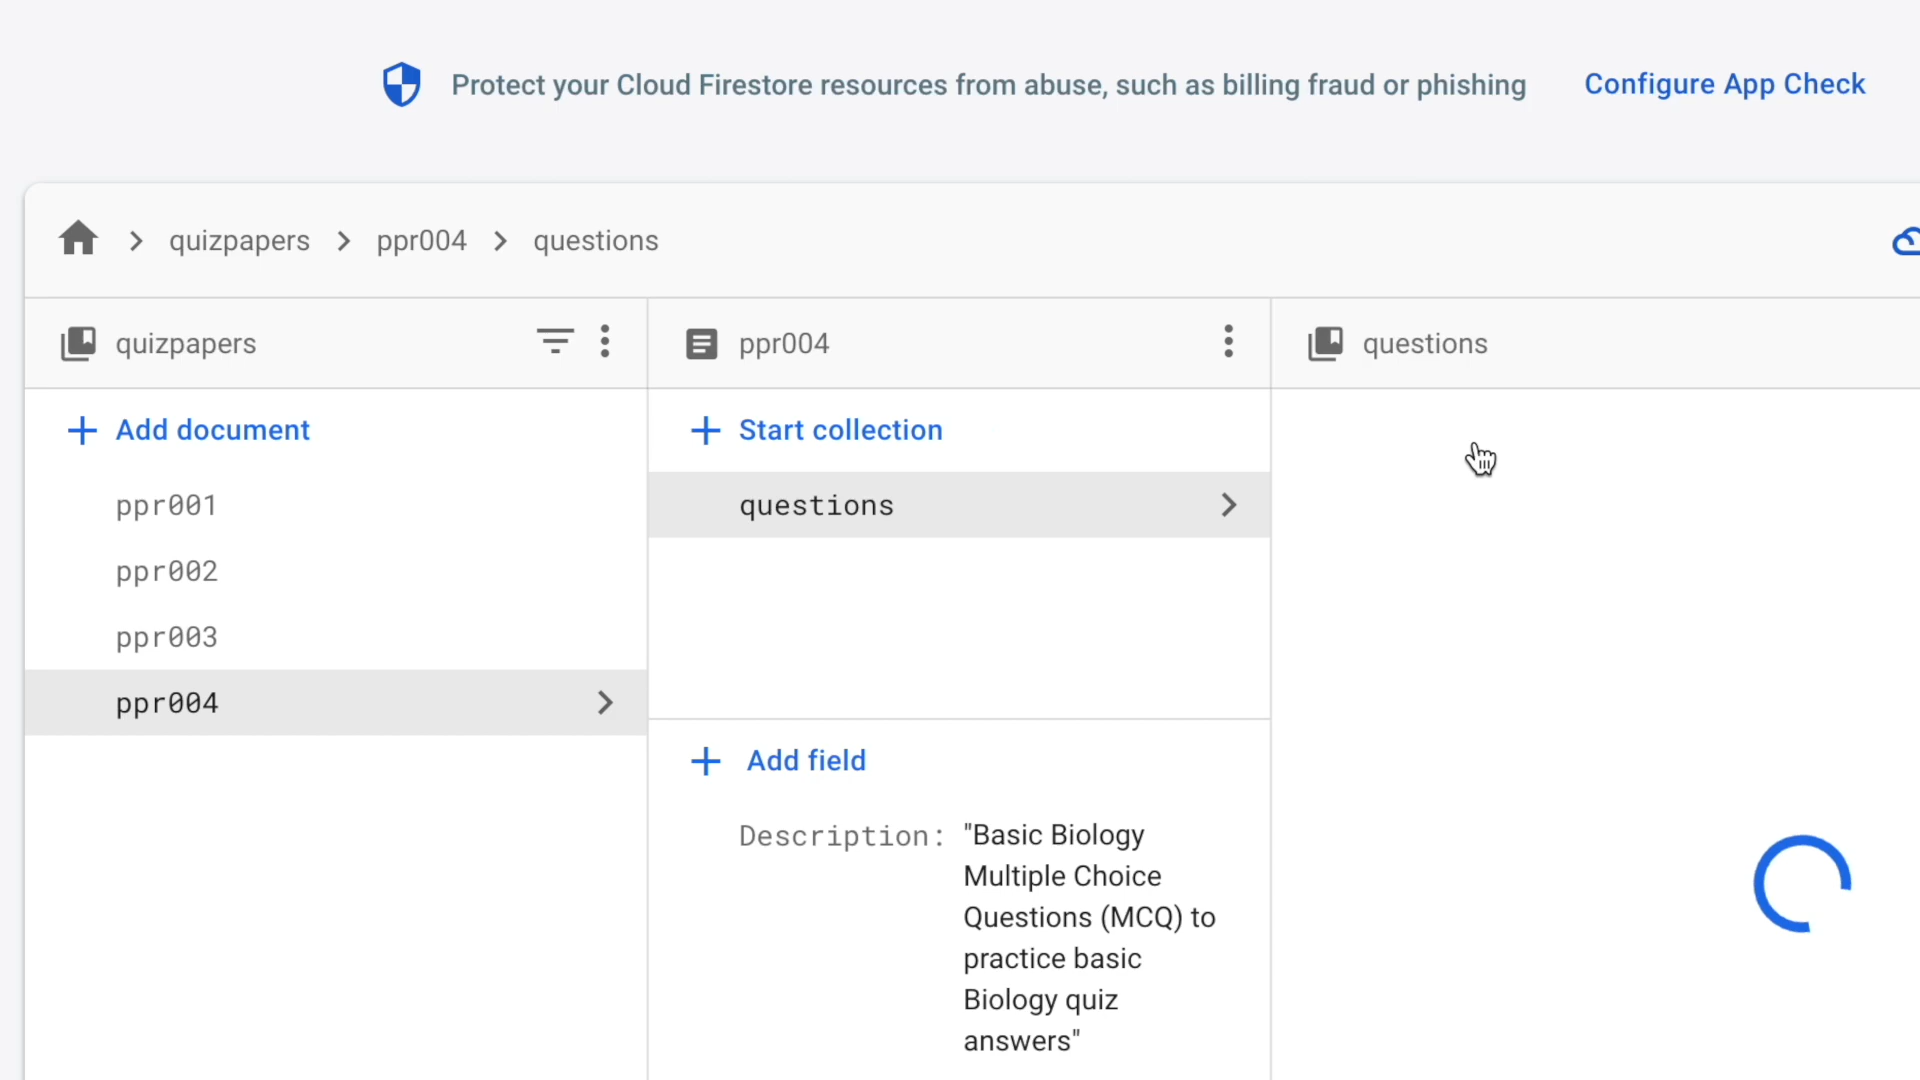 Protect your Cloud Firestore resources from abuse, such as billing fraud or phishing
Configure App Check
quizpapers
ppr004
questions
quizpapers
ppr004
questions
Add document
Start collection
ppr001
questions
ppr002
ppr003
ppr004
Add field
Description: "Basic Biology
Multiple Choice
Questions (MCQ) to
practice basic
Biology quiz
answers"